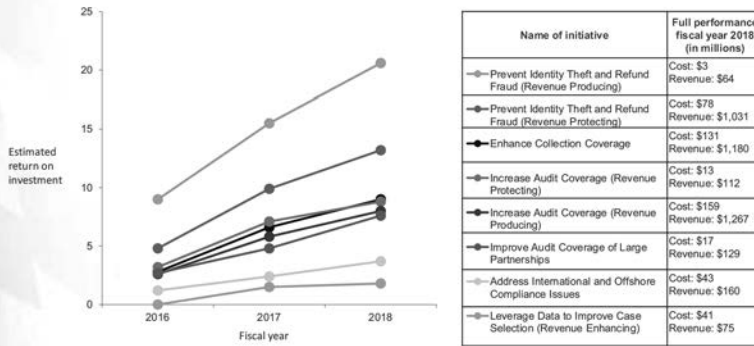 25
20
15
10
5
0
Estimated
return on
investment
2016
2017
2018
Fiscal year
Name of initiative
Full performance
fiscal year 2018
(in millions)
Prevent Identity Theft and Refund
Fraud (Revenue Producing)
Cost: $3
Revenue: $64
Prevent Identity Theft and Refund
Fraud (Revenue Protecting)
Cost: $78
Revenue: $1,031
Enhance Collection Coverage
Cost: $131
Revenue: $1,180
Increase Audit Coverage (Revenue
Protecting)
Cost: $13
Revenue: $112
Increase Audit Coverage (Revenue
Producing)
Cost: $159
Revenue: $1,267
Improve Audit Coverage of Large
Partnerships
Cost: $17
Revenue: $129
Address International and Offshore
Compliance Issues
Cost: $43
Revenue: $160
Leverage Data to Improve Case
Selection (Revenue Enhancing)
Cost: $41
Revenue: $75